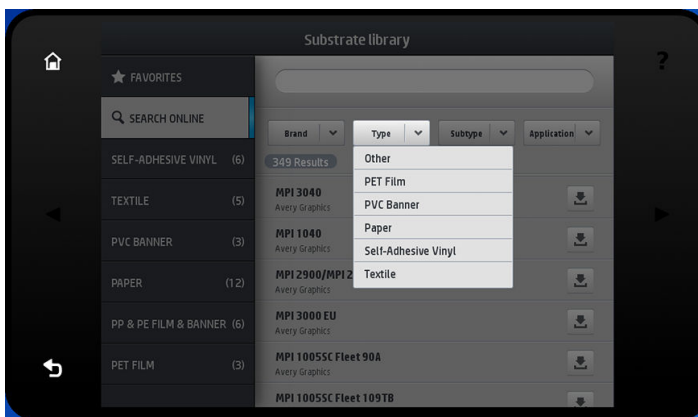 Substrate library
?
FAVORITES
SEARCH ONLINE
SELF-ADHESIVE VINYL (6)
TEXTILE (5)
PVC BANNER (3)
PAPER (12)
PP & PE FILM & BANNER (6)
PET FILM (3)
Brand Type Subtype Application
349 Results
Other
PET Film
PVC Banner
Paper
Self-Adhesive Vinyl
Textile
MPI 3040
Avery Graphics
MPI 1040
Avery Graphics
MPI 2900/MPI 2
Avery Graphics
MPI 3000 EU
Avery Graphics
MPI 1005SC Fleet 90A
Avery Graphics
MPI 1005SC Fleet 109TB